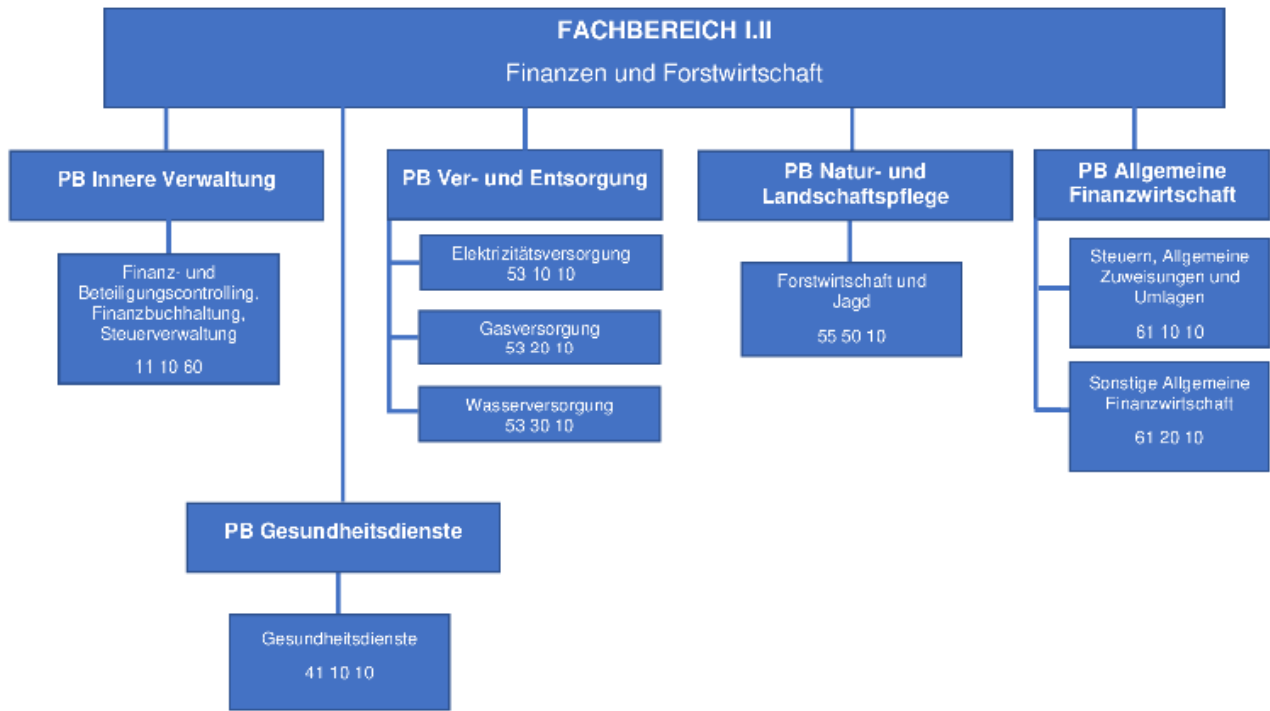 FACHBEREICH I.II
Finanzen und Forstwirtschaft
PB Innere Verwaltung
Finanz- und
Beteiligungscontrolling.
Finanzbuchhaltung,
Steuerverwaltung
11 10 60
PB Ver- und Entsorgung
Elektrizitätsversorgung
53 10 10
Gasversorgung
53 20 10
Wasserversorgung
53 30 10
PB Natur- und
Landschaftspflege
Forstwirtschaft und
Jagd
55 50 10
PB Allgemeine
Finanzwirtschaft
Steuern, Allgemeine
Zuweisungen und
Umlagen
61 10 10
Sonstige Allgemeine
Finanzwirtschaft
61 20 10
PB Gesundheitsdienste
Gesundheitsdienste
41 10 10